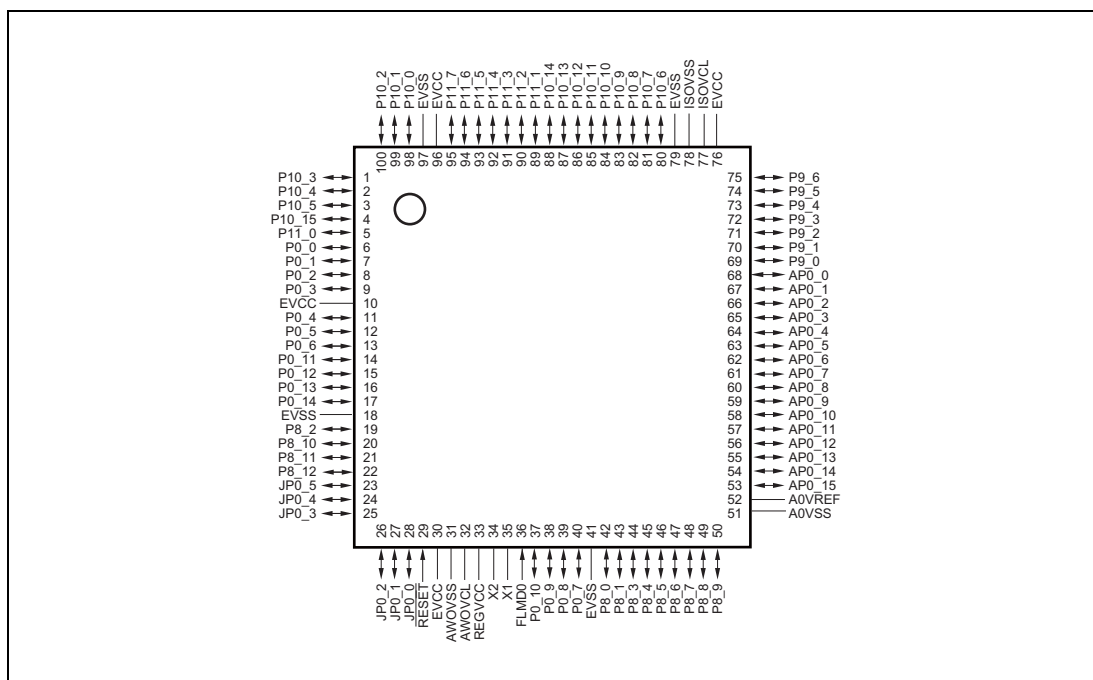 P10_2
P10_1
P10_0
EVSS
EVCC
P11_7
P11_6
P11_5
P11_4
P11_3
P11_2
P11_1
P10_14
P10_13
P10_12
P10_11
P10_10
P10_9
P10_8
P10_7
P10_6
EVSS
ISOVSS
ISOVCL
EVCC
100
99
98
97
96
95
94
93
92
91
90
89
88
87
86
85
84
83
82
81
80
79
78
77
76
P10_3 1
P10_4 2
P10_5 3
P10_15 4
P11_0 5
P0_0 6
P0_1 7
P0_2 8
P0_3 9
EVCC 10
P0_4 11
P0_5 12
P0_6 13
P0_11 14
P0_12 15
P0_13 16
P0_14 17
EVSS 18
P8_2 19
P8_10 20
P8_11 21
P8_12 22
JP0_5 23
JP0_4 24
JP0_3 25
75 P9_6
74 P9_5
73 P9_4
72 P9_3
71 P9_2
70 P9_1
69 P9_0
68 AP0_0
67 AP0_1
66 AP0_2
65 AP0_3
64 AP0_4
63 AP0_5
62 AP0_6
61 AP0_7
60 AP0_8
59 AP0_9
58 AP0_10
57 AP0_11
56 AP0_12
55 AP0_13
54 AP0_14
53 AP0_15
52 A0VREF
51 A0VSS
26
27
28
29
30
31
32
33
34
35
36
37
38
39
40
41
42
43
44
45
46
47
48
49
50
JP0_2
JP0_1
JP0_0
RESET
EVCC
AWOVSS
AWOVCL
REGVCC
X2
X1
FLMD0
P0_10
P0_9
P0_8
P0_7
EVSS
P8_0
P8_1
P8_3
P8_4
P8_5
P8_6
P8_7
P8_8
P8_9